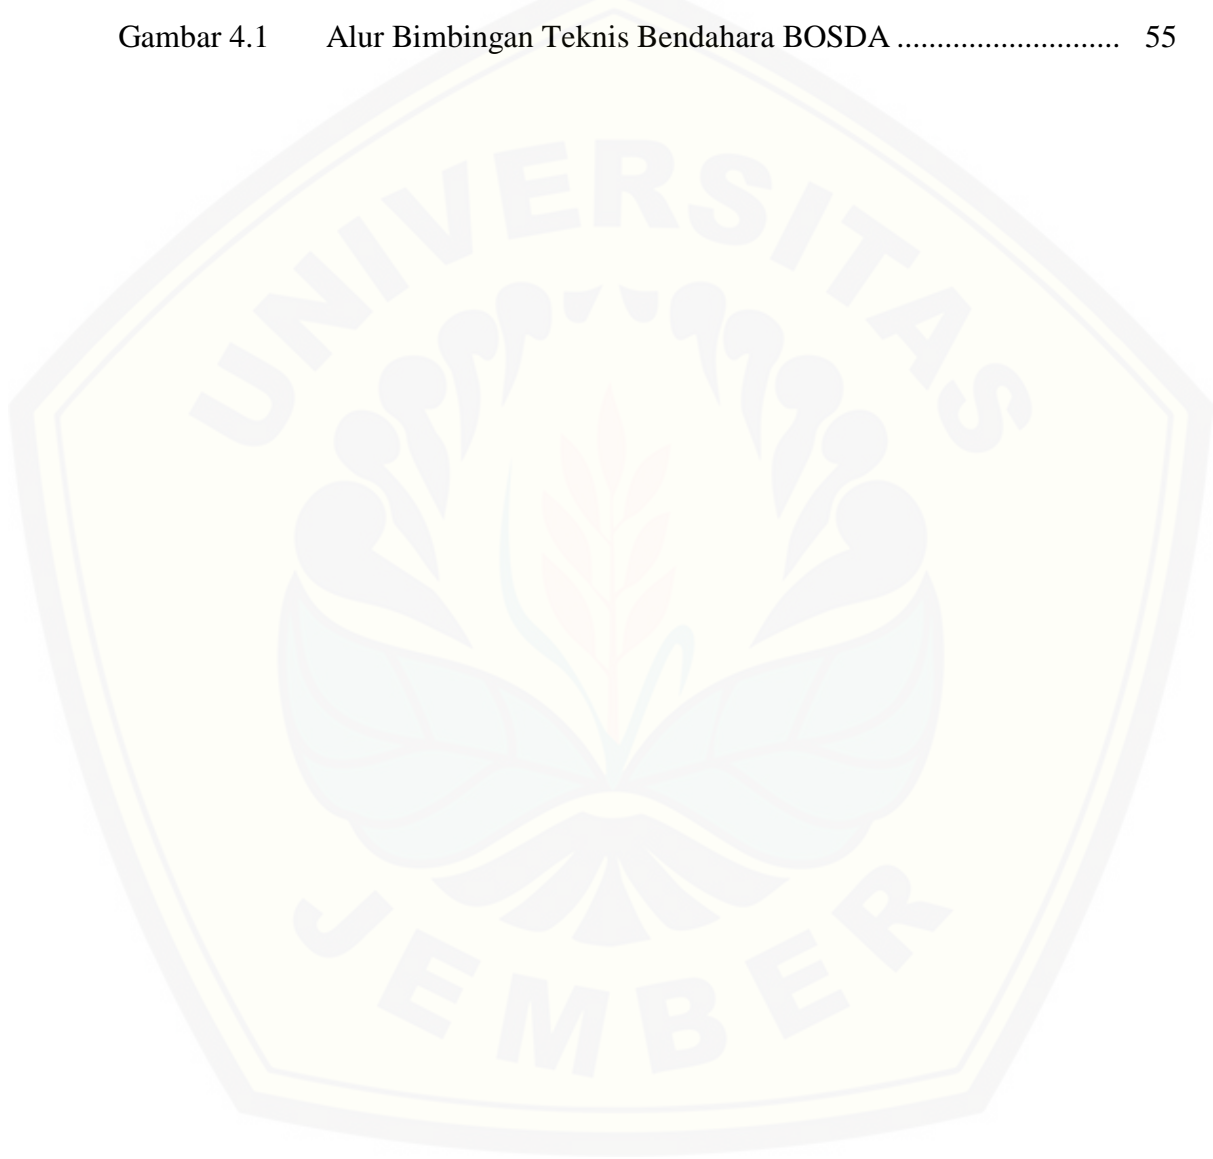 Gambar 4.1 Alur Bimbingan Teknis Bendahara BOSDA ............................ 55
UNIVERSITAS
JEMBER